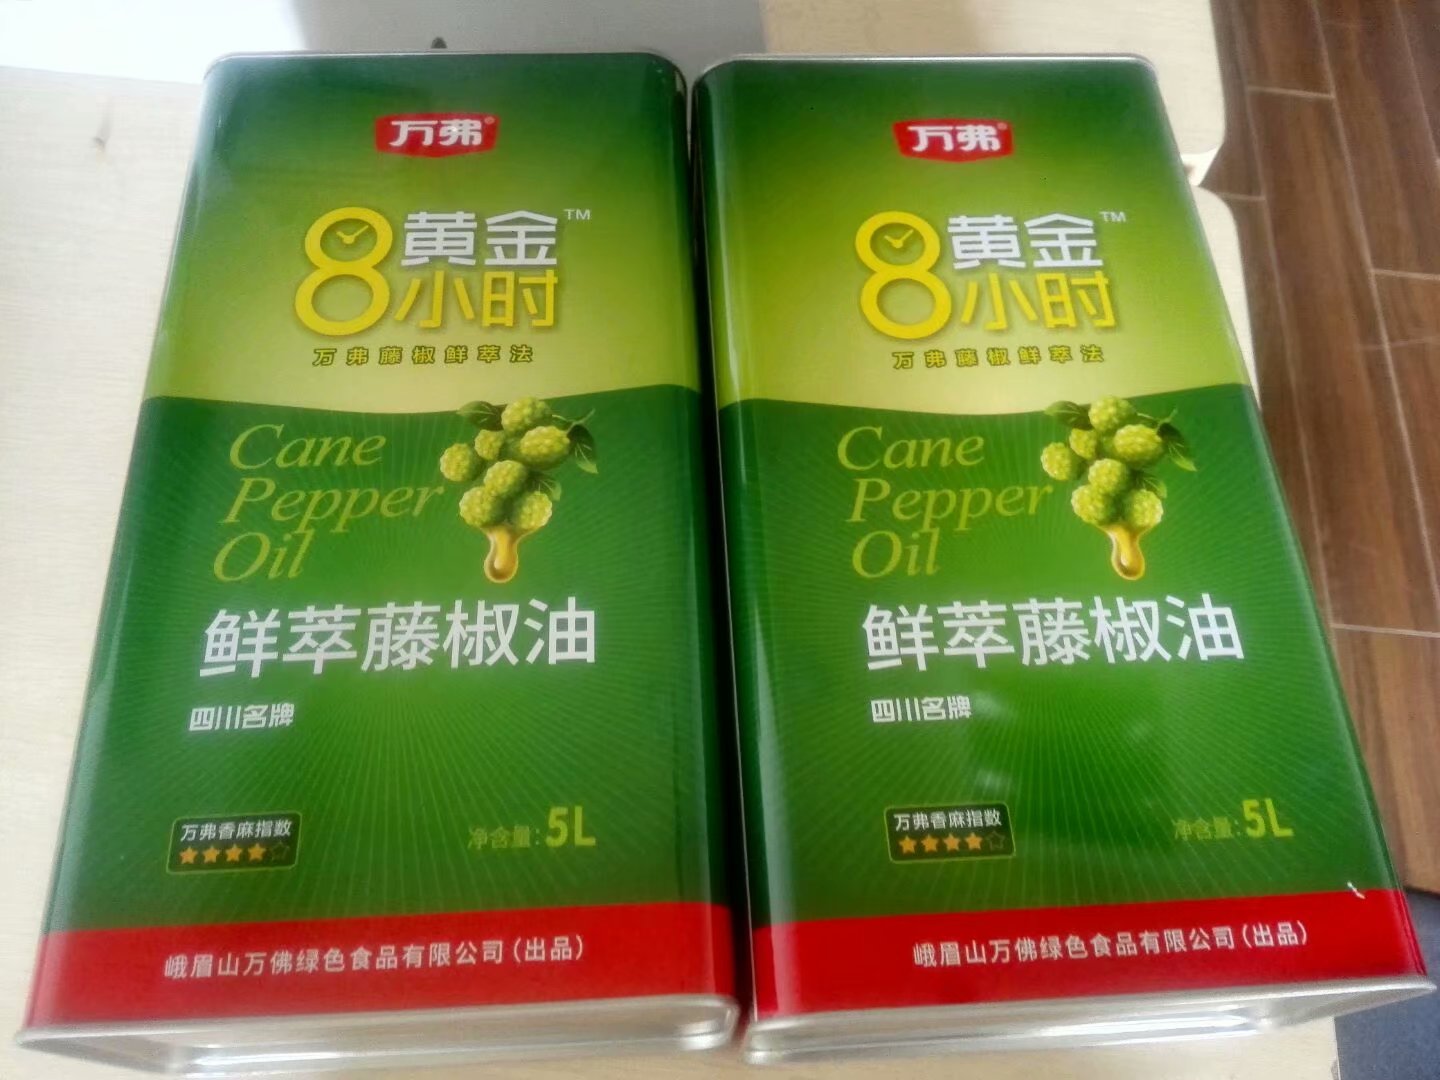 万弗®
8黄金™
小时
万弗藤椒鲜萃法
Cane
Pepper
Oil
鲜萃藤椒油
四川名牌
万弗香麻指数
净含量:5L
峨眉山万佛绿色食品有限公司(出品)
万弗®
8黄金™
小时
万弗藤椒鲜萃法
Cane
Pepper
Oil
鲜萃藤椒油
四川名牌
万弗香麻指数
净含量:5L
峨眉山万佛绿色食品有限公司(出品)